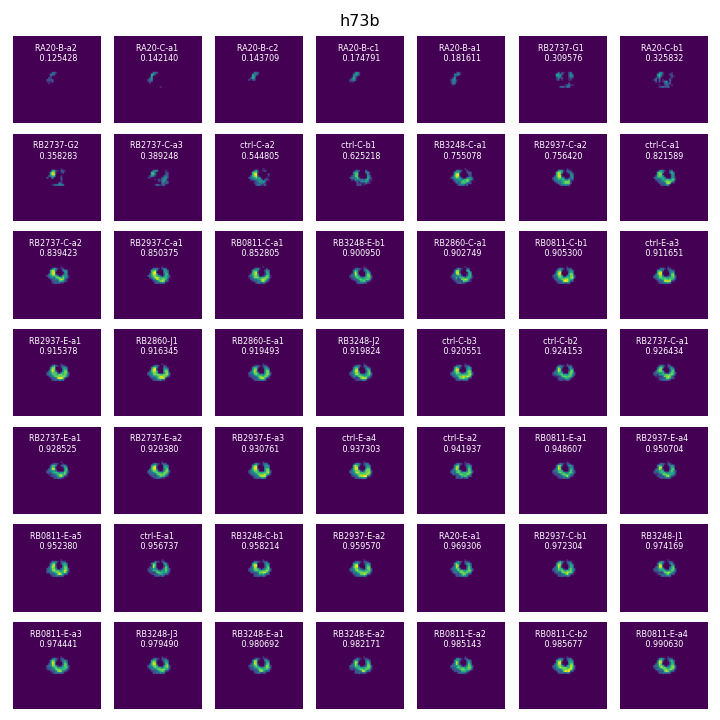 h73b
RA20-B-a2
0.125428
RA20-C-a1
0.142140
RA20-B-c2
0.143709
RA20-B-c1
0.174791
RA20-B-a1
0.181611
RB2737-G1
0.309576
RA20-C-b1
0.325832
RB2737-G2
0.358283
RB2737-C-a3
0.389248
ctrl-C-a2
0.544805
ctrl-C-b1
0.625218
RB3248-C-a1
0.755078
RB2937-C-a2
0.756420
ctrl-C-a1
0.821589
RB2737-C-a2
0.839423
RB2937-C-a1
0.850375
RB0811-C-a1
0.852805
RB3248-E-b1
0.900950
RB2860-C-a1
0.902749
RB0811-C-b1
0.905300
ctrl-E-a3
0.911651
RB2937-E-a1
0.915378
RB2860-J1
0.916345
RB2860-E-a1
0.919493
RB3248-J2
0.919824
ctrl-C-b3
0.920551
ctrl-C-b2
0.924153
RB2737-C-a1
0.926434
RB2737-E-a1
0.928525
RB2737-E-a2
0.929380
RB2937-E-a3
0.930761
ctrl-E-a4
0.937303
ctrl-E-a2
0.941937
RB0811-E-a1
0.948607
RB2937-E-a4
0.950704
RB0811-E-a5
0.952380
ctrl-E-a1
0.956737
RB3248-C-b1
0.958214
RB2937-E-a2
0.959570
RA20-E-a1
0.969306
RB2937-C-b1
0.972304
RB3248-J1
0.974169
RB0811-E-a3
0.974441
RB3248-J3
0.979490
RB3248-E-a1
0.980692
RB3248-E-a2
0.982171
RB0811-E-a2
0.985143
RB0811-C-b2
0.985677
RB0811-E-a4
0.990630